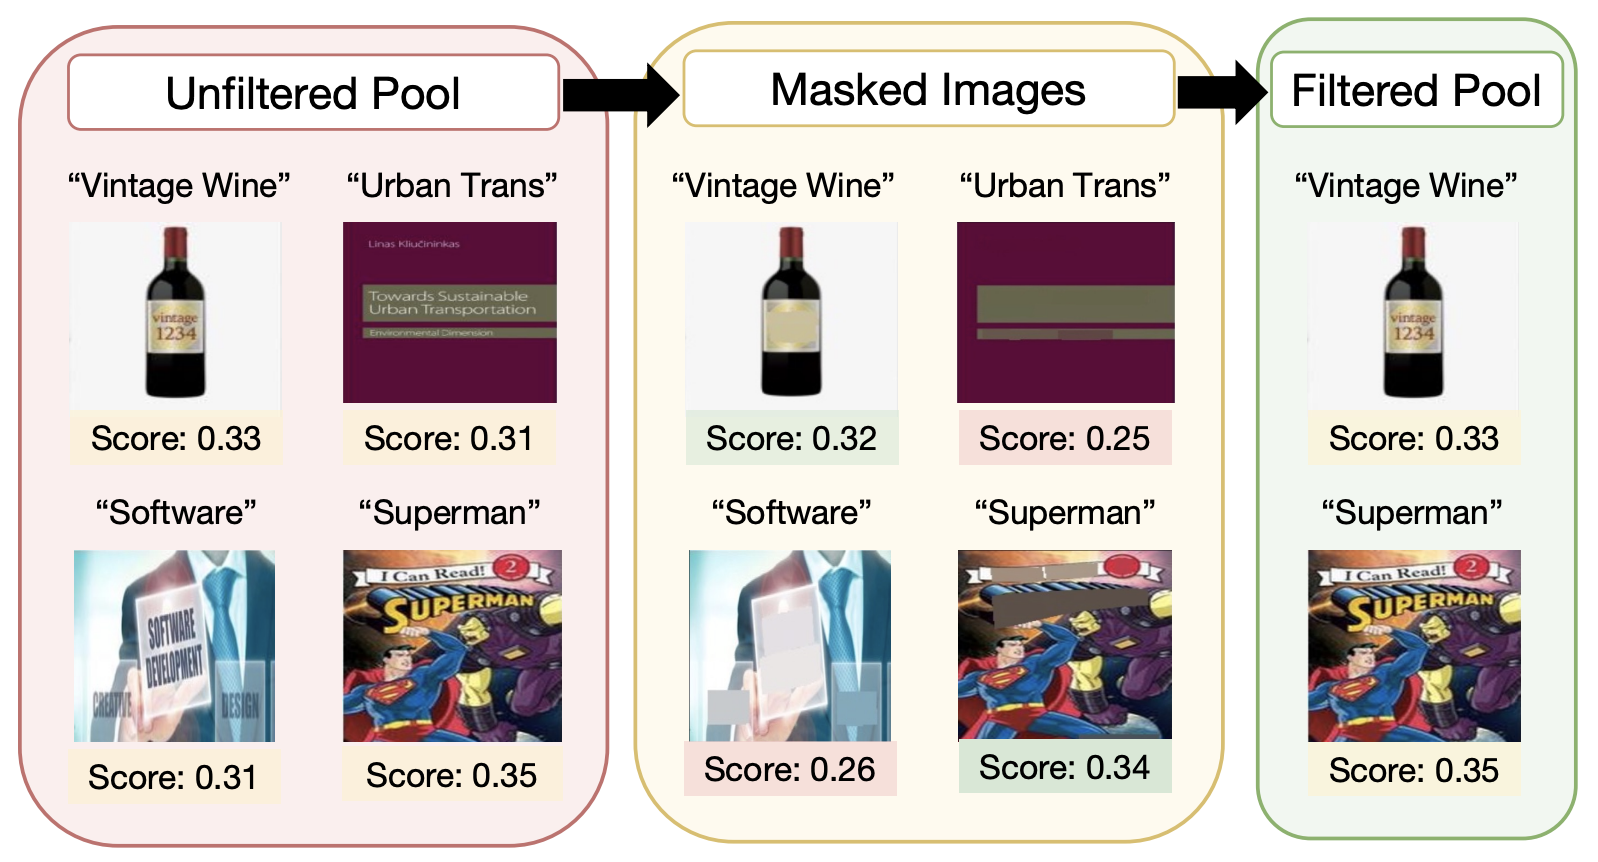 Unfiltered Pool
Masked Images
Filtered Pool
“Vintage Wine”
“Urban Trans”
“Vintage Wine”
“Urban Trans”
“Vintage Wine”
vintage
1234
Linas Kliučininkas
Towards Sustainable
Urban Transportation
Environmental Dimension
vintage
1234
Score: 0.33
Score: 0.31
Score: 0.32
Score: 0.25
Score: 0.33
“Software”
“Superman”
“Software”
“Superman”
“Superman”
SOFTWARE
DEVELOPMENT
CREATIVE
DESIGN
I Can Read! 2
SUPERMAN
I Can Read! 2
SUPERMAN
Score: 0.31
Score: 0.35
Score: 0.26
Score: 0.34
Score: 0.35